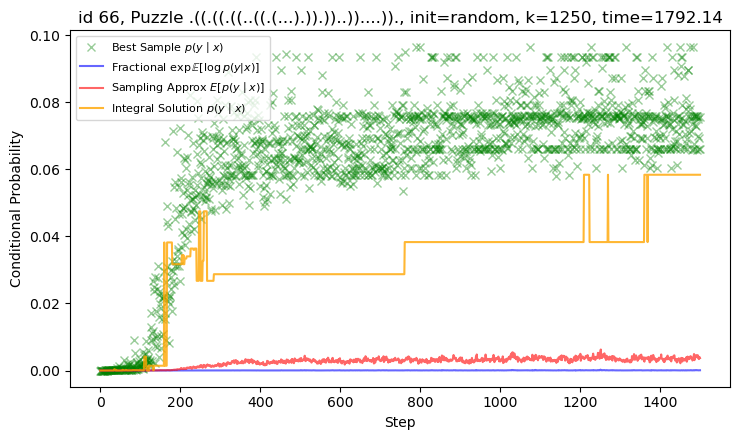 id 66, Puzzle .((.((.((..((.(...).)).))..))....))., init=random, k=1250, time=1792.14
Best Sample p(y | x)
Fractional exp𝔼[log p(y|x)]
Sampling Approx 𝔼[p(y | x)]
Integral Solution p(y | x)
Conditional Probability
0.10
0.08
0.06
0.04
0.02
0.00
0
200
400
600
800
1000
1200
1400
Step